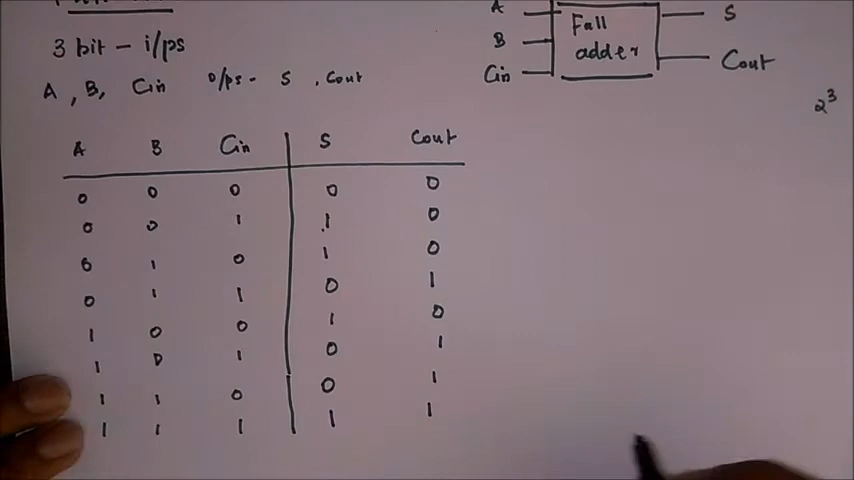 3 bit - i/ps
A, B, Cin O/ps - S, Cout
A B Cin S Cout
0 0 0 0 0
0 0 1 1 0
0 1 0 1 0
0 1 1 0 1
1 0 0 1 0
1 0 1 0 1
1 1 0 0 1
1 1 1 1 1
A
B
Cin
Full
adder
S
Cout
2³